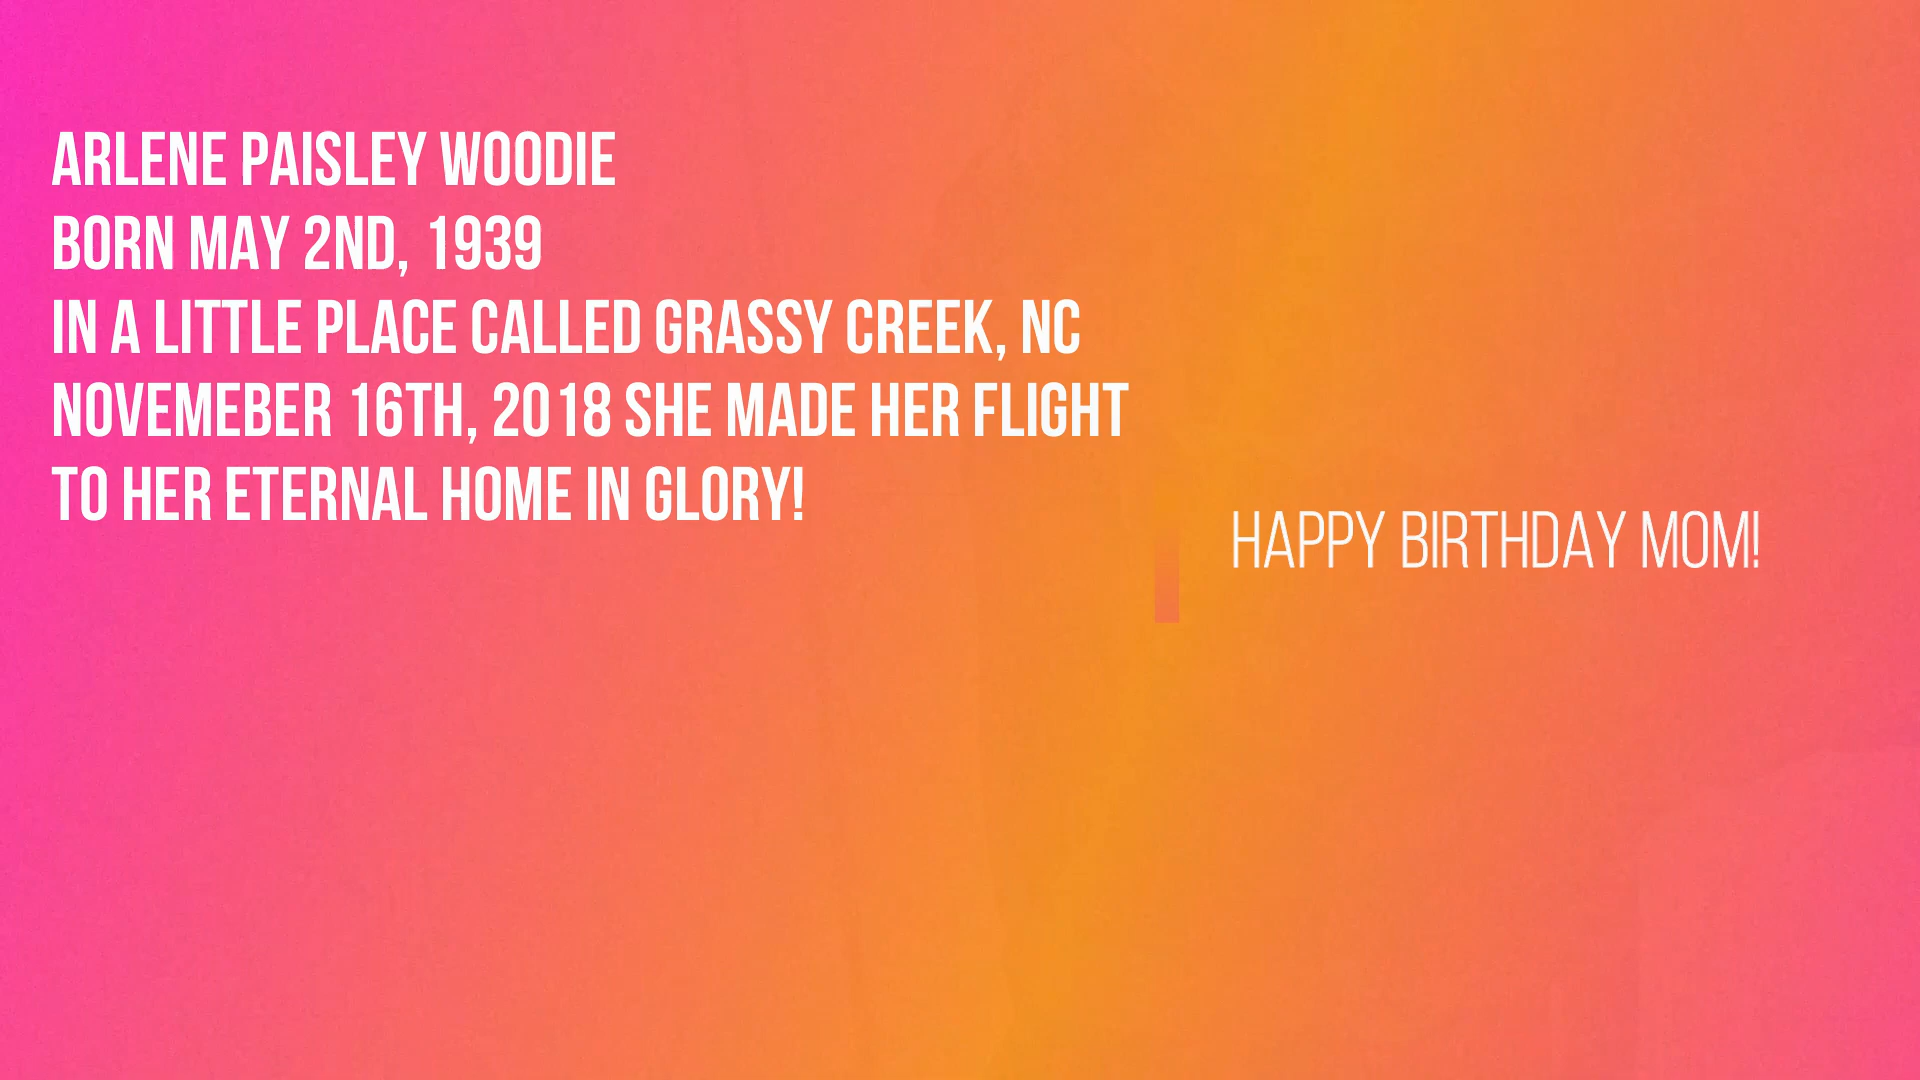 ARLENE PAISLEY WOODIE
BORN MAY 2ND, 1939
IN A LITTLE PLACE CALLED GRASSY CREEK, NC
NOVEMEBER 16TH, 2018 SHE MADE HER FLIGHT
TO HER ETERNAL HOME IN GLORY!
HAPPY BIRTHDAY MOM!